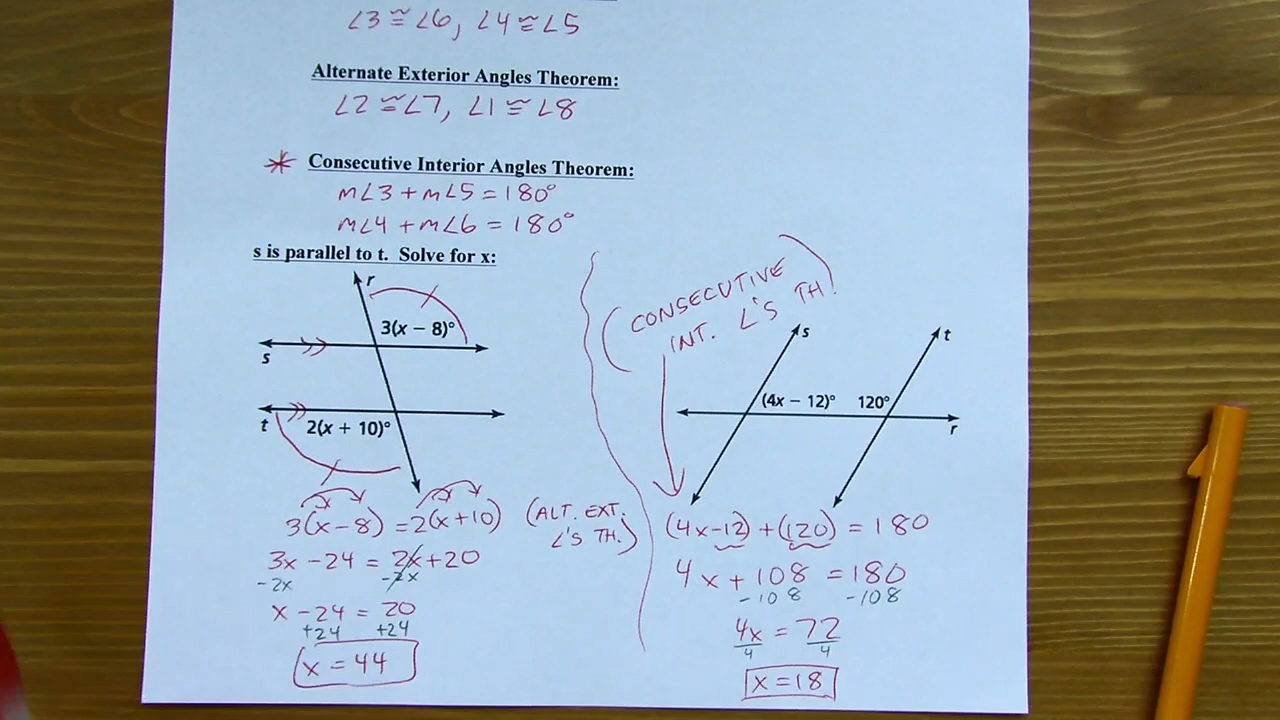 ∠3 ≅ ∠6, ∠4 ≅ ∠5
Alternate Exterior Angles Theorem:
∠2 ≅ ∠7, ∠1 ≅ ∠8
* Consecutive Interior Angles Theorem:
m∠3 + m∠5 = 180°
m∠4 + m∠6 = 180°
s is parallel to t. Solve for x:
r
3(x − 8)°
s
t
2(x + 10)°
3(x − 8) = 2(x + 10)
(ALT. EXT.
∠'S TH.)
3x − 24 = 2x + 20
−2x −2x
x − 24 = 20
+24 +24
x = 44
(CONSECUTIVE
INT. ∠'S TH.)
s
t
(4x − 12)° 120°
r
(4x − 12) + (120) = 180
4x + 108 = 180
−108 −108
4x = 72
4 4
x = 18